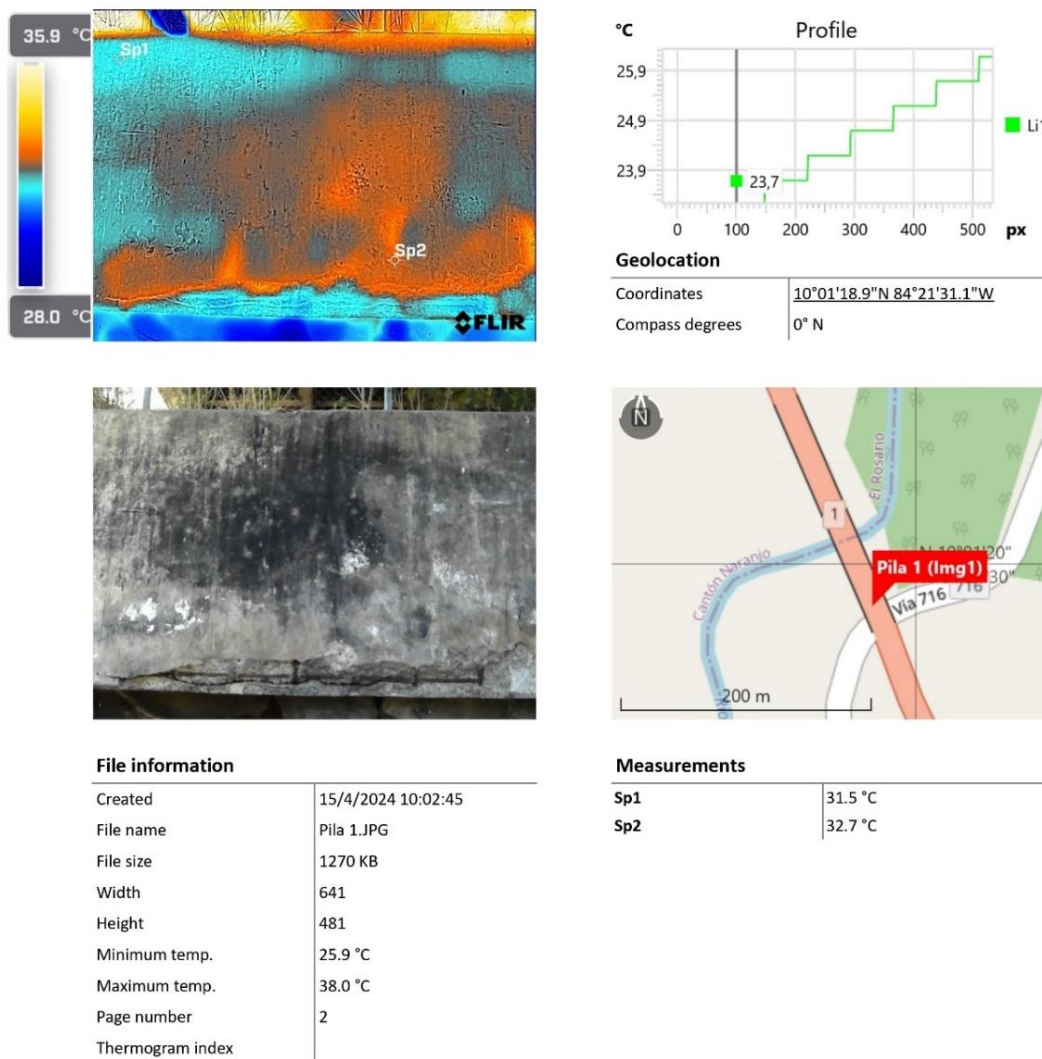 35.9 °C
Sp1
Sp2
28.0 °C
FLIR
Profile
°C
25,9
24,9
23,9
23,7
0
100
200
300
400
500
px
Geolocation
Coordinates 10°01'18.9"N 84°21'31.1"W
Compass degrees 0° N
N
El Rosario
1
Cantón Naranjo
Pila 1 (Img1)
Vía 716
716
200 m
File information
Created 15/4/2024 10:02:45
File name Pila 1.JPG
File size 1270 KB
Width 641
Height 481
Minimum temp. 25.9 °C
Maximum temp. 38.0 °C
Page number 2
Thermogram index
Measurements
Sp1 31.5 °C
Sp2 32.7 °C